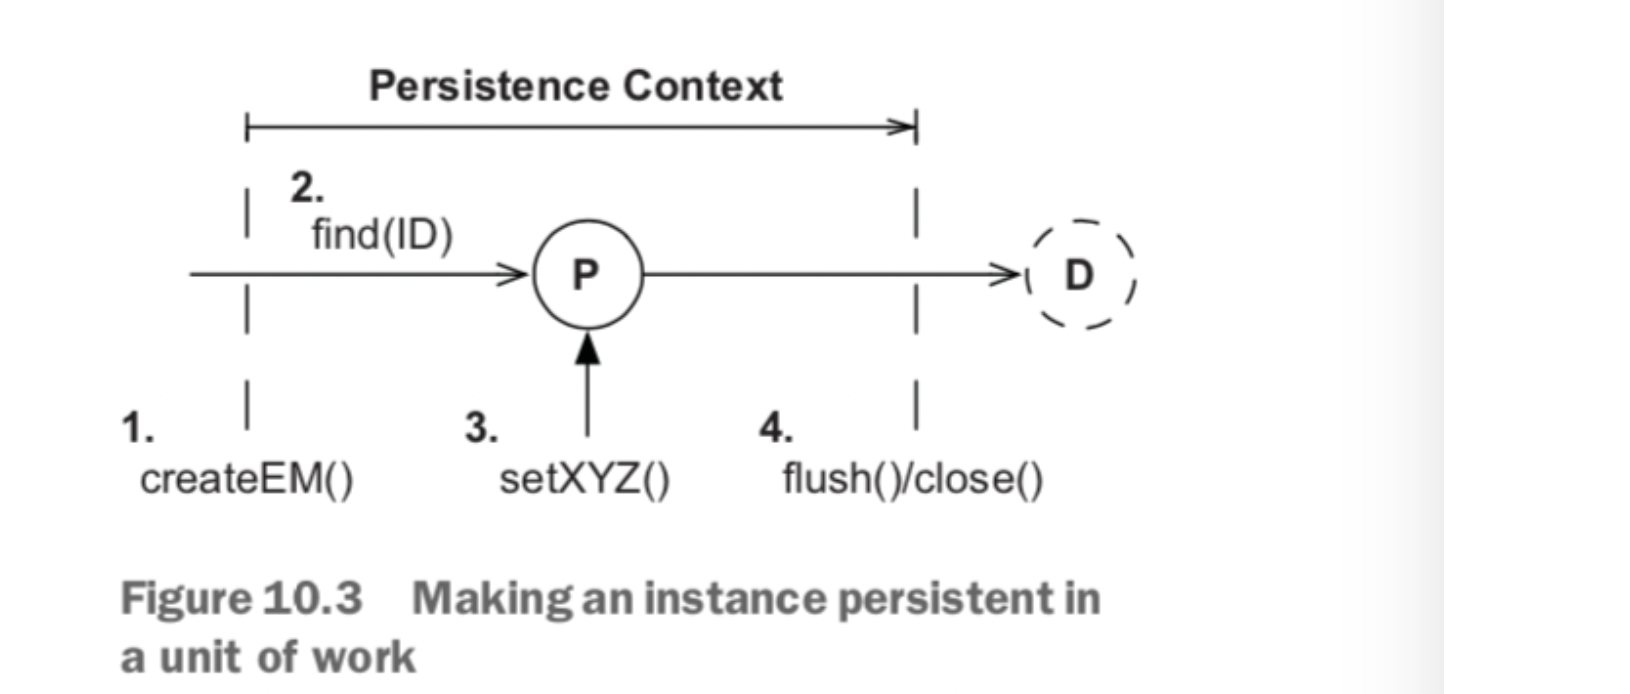 Persistence Context
2.
find(ID)
P
D
1.
createEM()
3.
setXYZ()
4.
flush()/close()
Figure 10.3 Making an instance persistent in
a unit of work